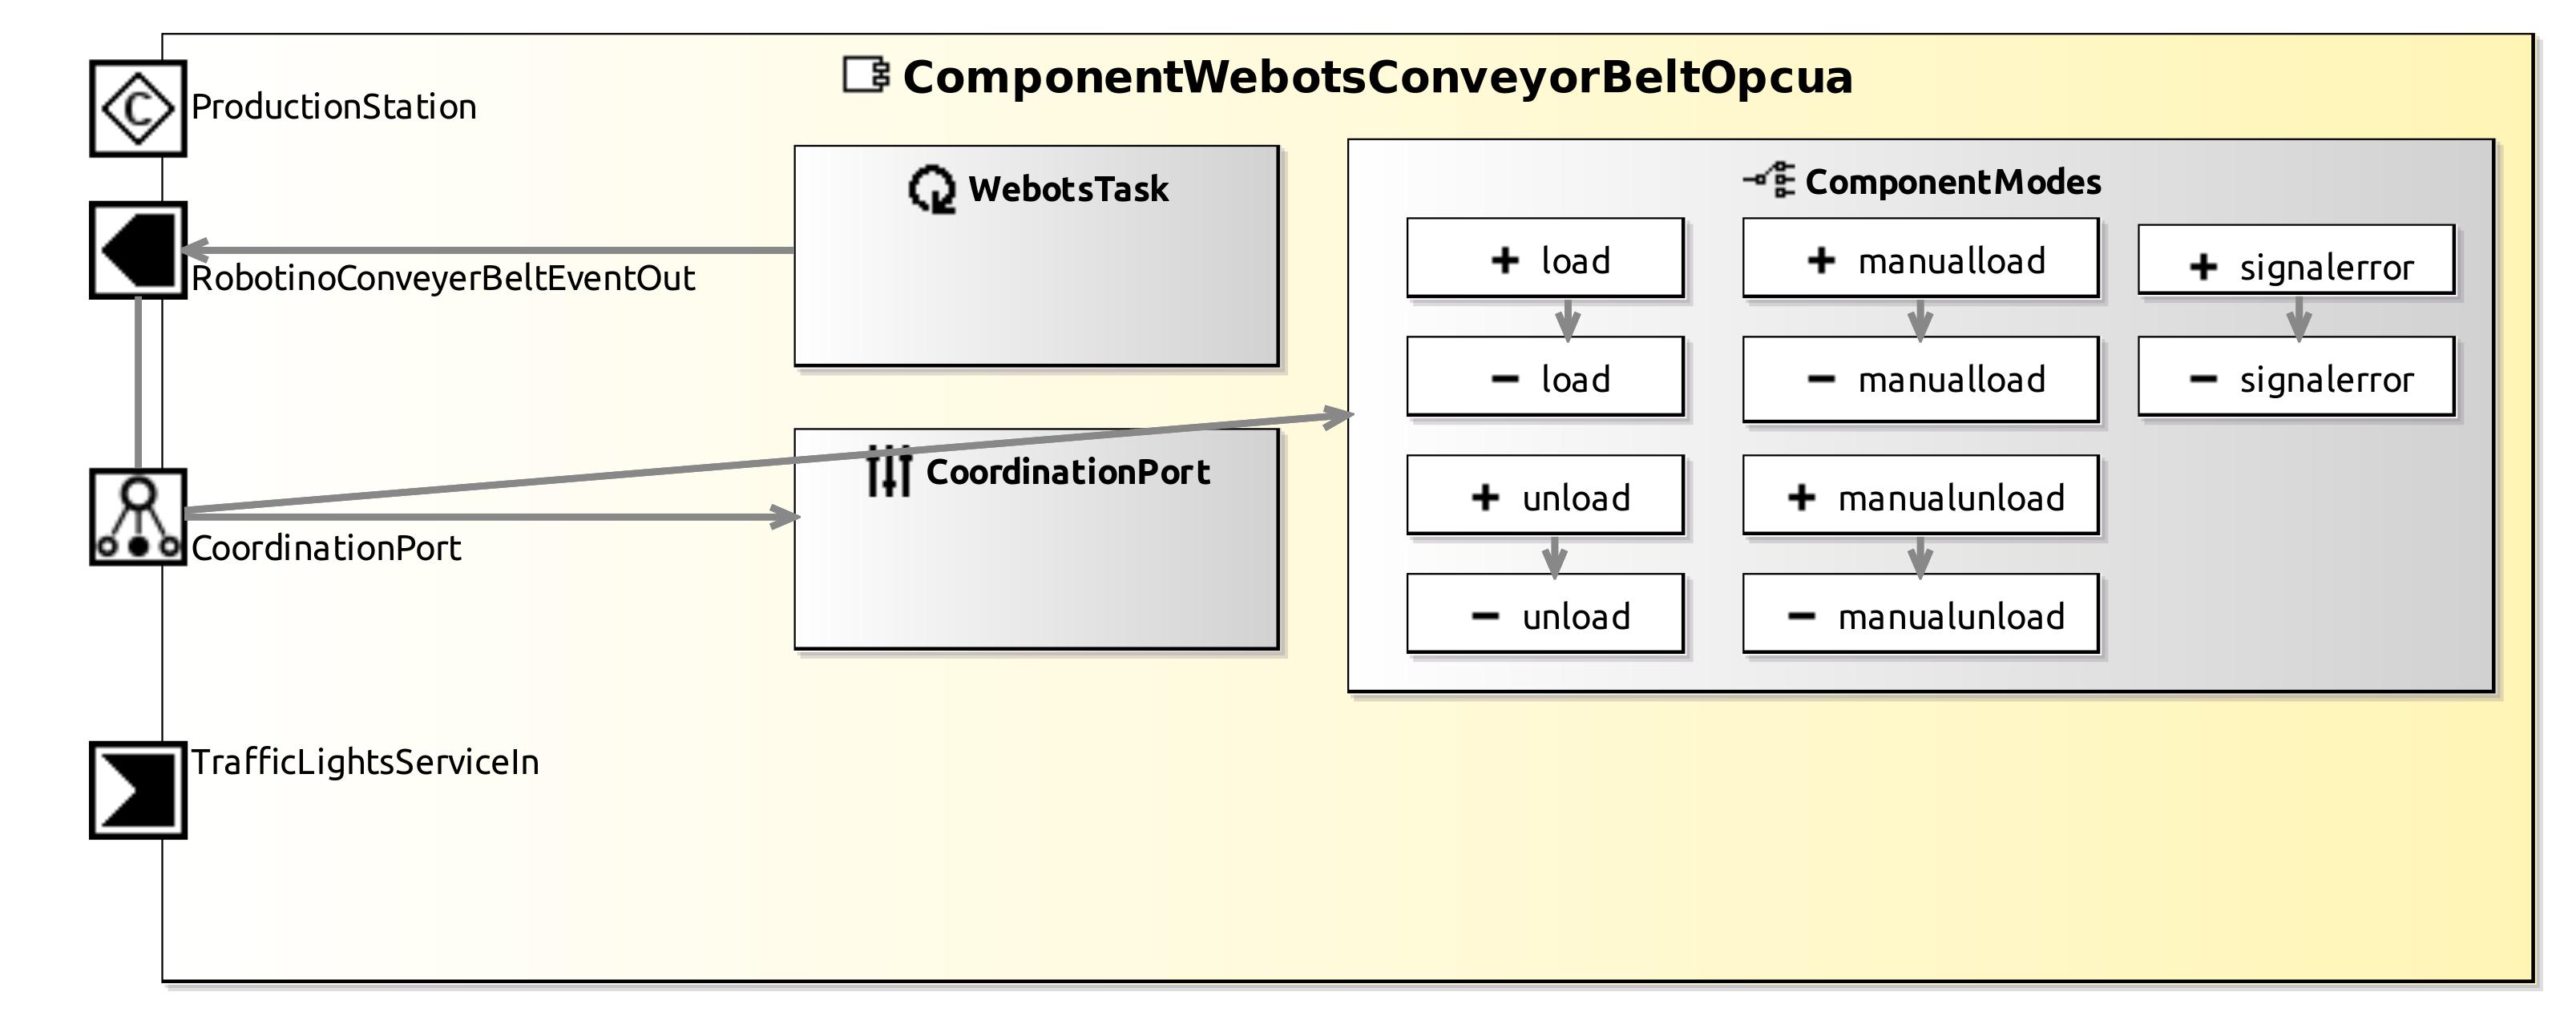 ComponentWebotsConveyorBeltOpcua
ProductionStation
RobotinoConveyerBeltEventOut
CoordinationPort
TrafficLightsServiceIn
WebotsTask
CoordinationPort
ComponentModes
+ load
+ manualload
+ signalerror
− load
− manualload
− signalerror
+ unload
+ manualunload
− unload
− manualunload